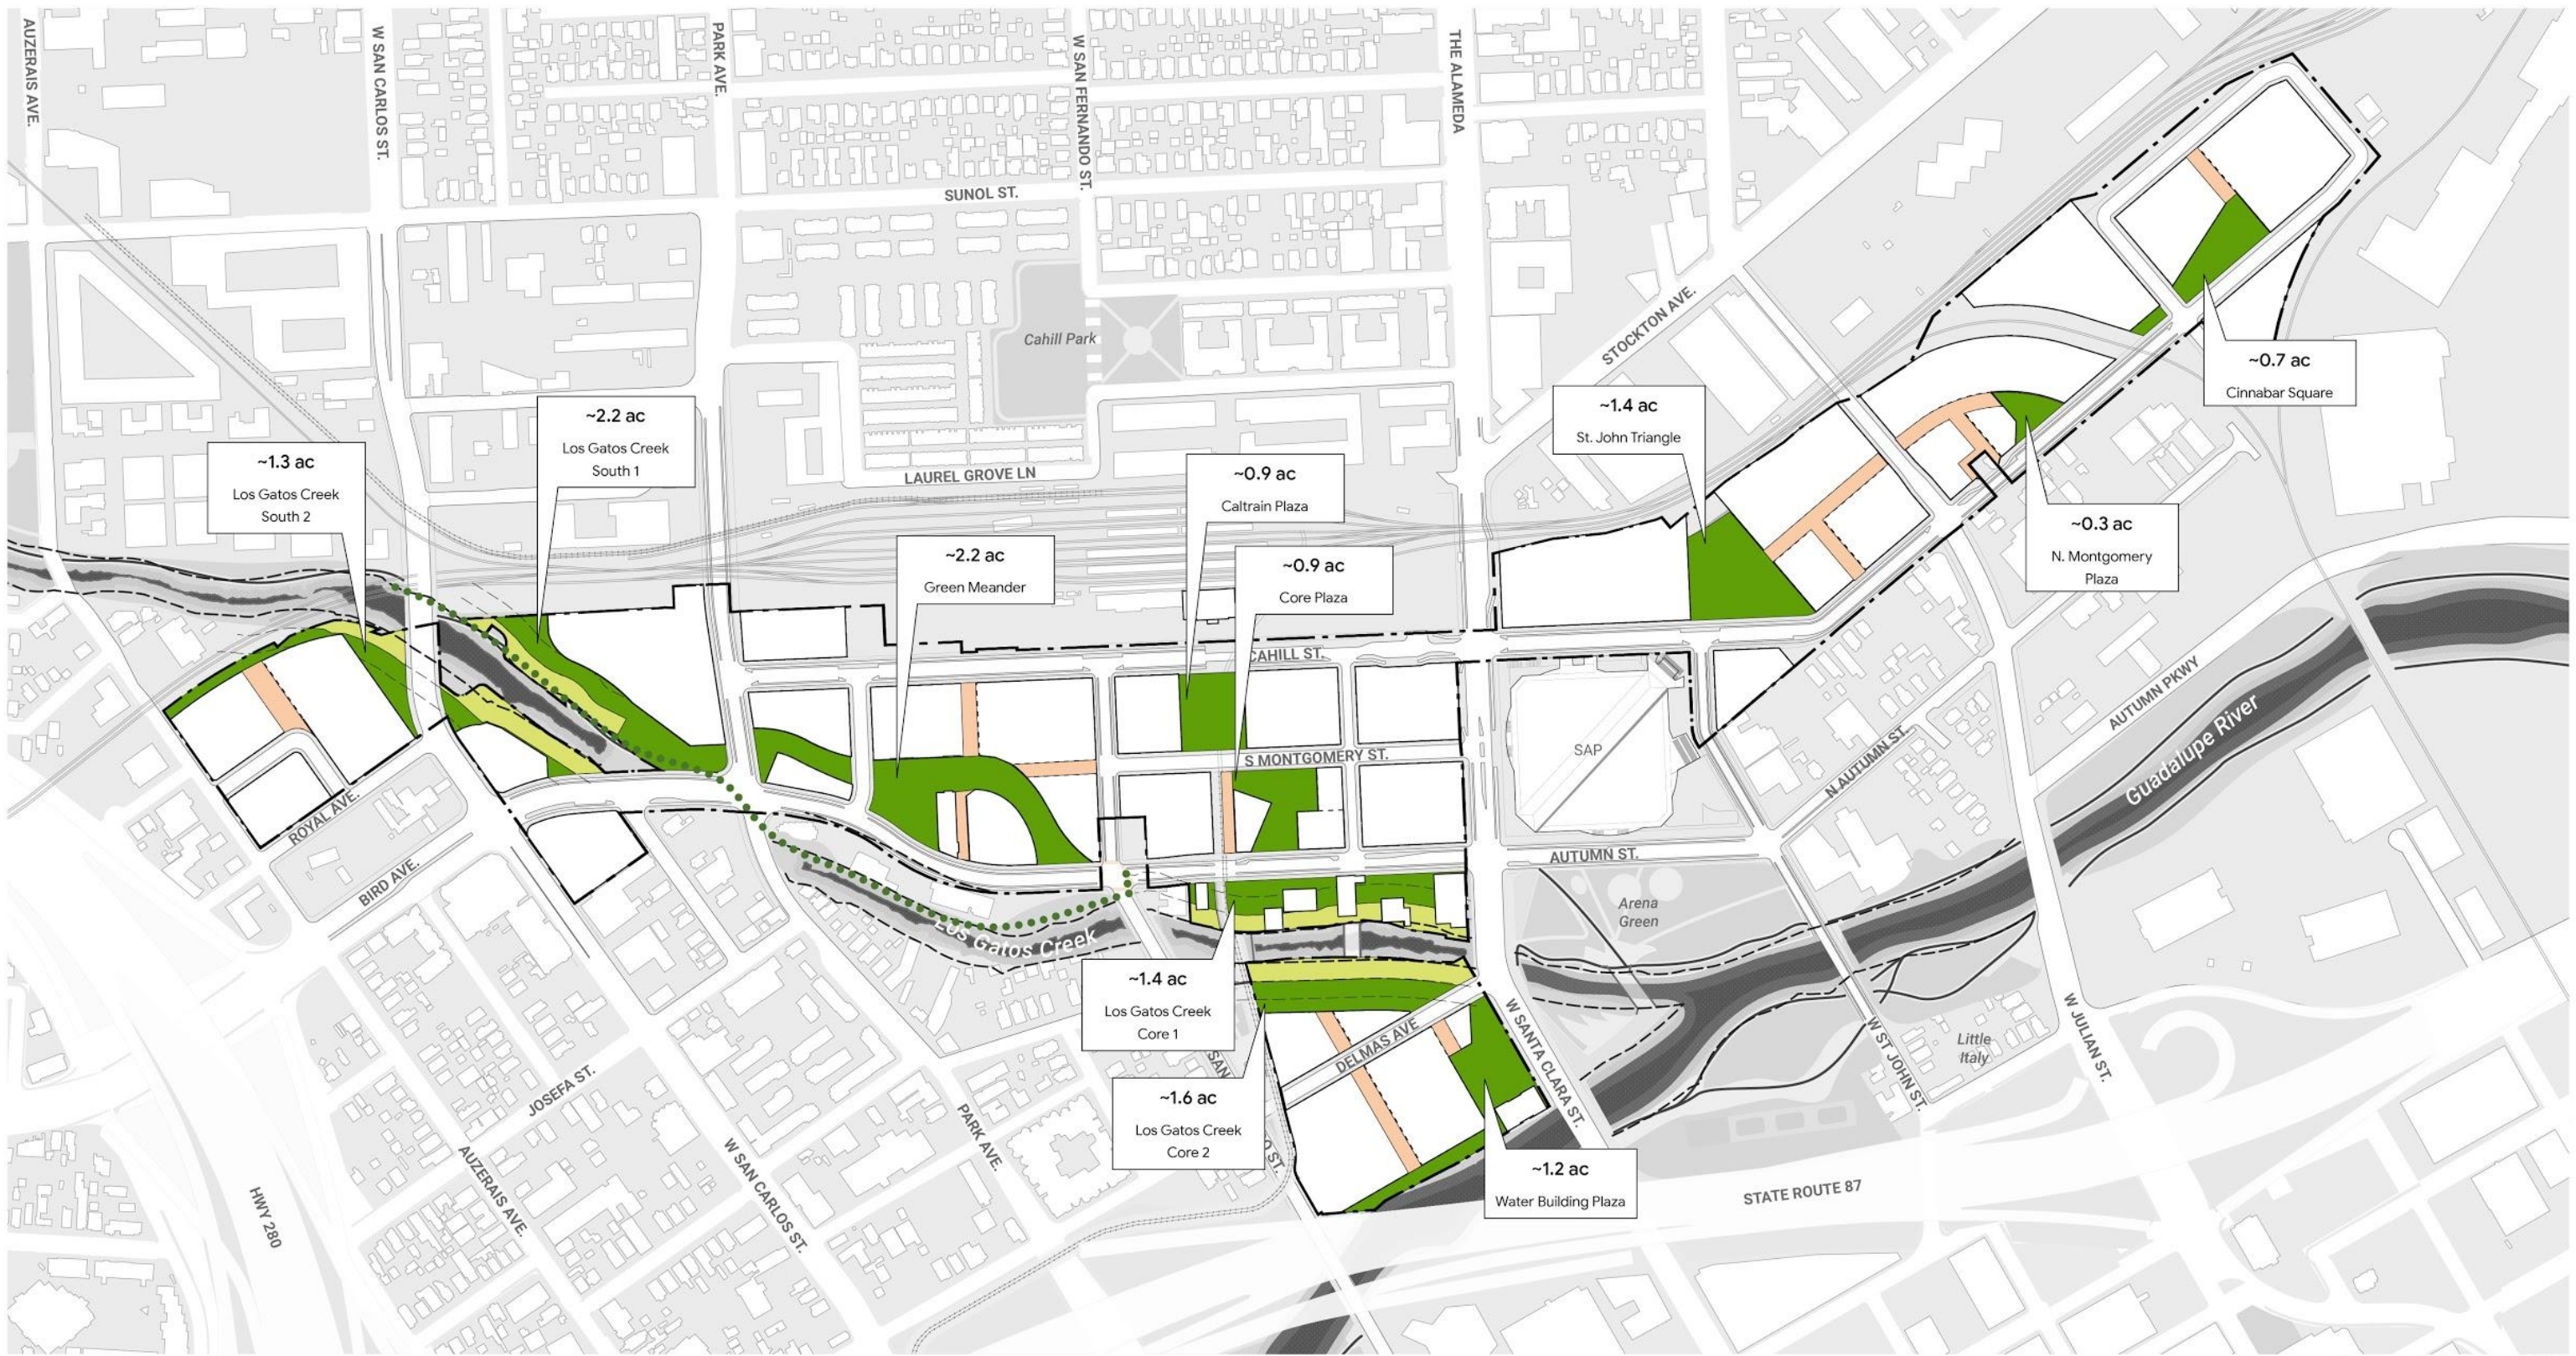 AUZERAIS AVE.
W SAN CARLOS ST.
PARK AVE.
W SAN FERNANDO ST.
THE ALAMEDA
SUNOL ST.
Cahill Park
STOCKTON AVE.
LAUREL GROVE LN
~0.7 ac
Cinnabar Square
~1.4 ac
St. John Triangle
~2.2 ac
Los Gatos Creek
South 1
~1.3 ac
Los Gatos Creek
South 2
~0.9 ac
Caltrain Plaza
~0.3 ac
N. Montgomery
Plaza
~2.2 ac
Green Meander
~0.9 ac
Core Plaza
CAHILL ST.
S MONTGOMERY ST.
SAP
AUTUMN PKWY
Guadalupe River
N AUTUMN ST.
ROYAL AVE.
BIRD AVE.
AUTUMN ST.
Arena
Green
Los Gatos Creek
~1.4 ac
Los Gatos Creek
Core 1
DELMAS AVE
W SANTA CLARA ST.
W ST JOHN ST.
Little
Italy
W JULIAN ST.
SAN
O ST.
~1.6 ac
Los Gatos Creek
Core 2
JOSEFA ST.
PARK AVE.
AUZERAIS AVE.
W SAN CARLOS ST.
HWY 280
~1.2 ac
Water Building Plaza
STATE ROUTE 87